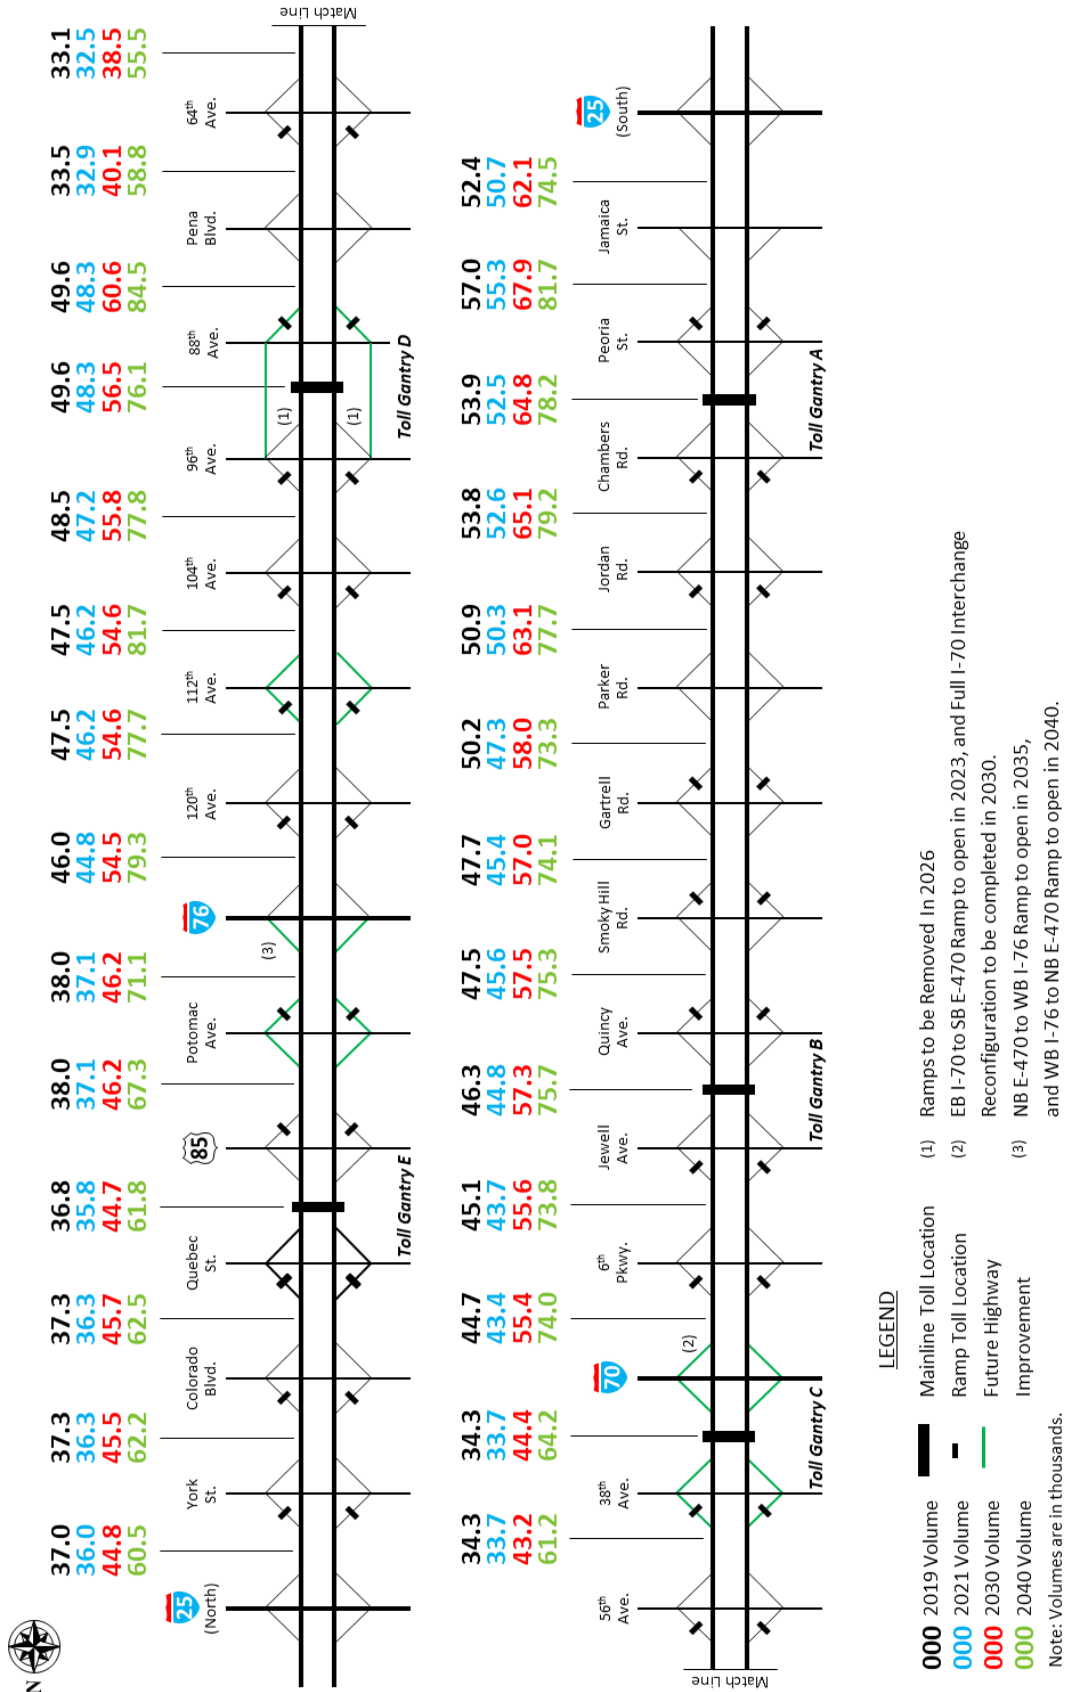 N
37.0 37.3 37.3 36.8 38.0 38.0 46.0 47.5 47.5 48.5 49.6 49.6 33.5 33.1
36.0 36.3 36.3 35.8 37.1 37.1 44.8 46.2 46.2 47.2 48.3 48.3 32.9 32.5
44.8 45.5 45.7 44.7 46.2 46.2 54.5 54.6 54.6 55.8 56.5 60.6 40.1 38.5
60.5 62.2 62.5 61.8 67.3 71.1 79.3 77.7 81.7 77.8 76.1 84.5 58.8 55.5
25 York Colorado Quebec 85 Potomac 76 120th 112th 104th 96th 88th Pena 64th
(North) St. Blvd. St. Ave. Ave. Ave. Ave. Ave. Ave. Blvd. Ave.
(3) (1)
Match Line
(1)
Toll Gantry E Toll Gantry D
34.3 34.3 44.7 45.1 46.3 47.5 47.7 50.2 50.9 53.8 53.9 57.0 52.4
33.7 33.7 43.4 43.7 44.8 45.6 45.4 47.3 50.3 52.6 52.5 55.3 50.7
43.2 44.4 55.4 55.6 57.3 57.5 57.0 58.0 63.1 65.1 64.8 67.9 62.1
61.2 64.2 74.0 73.8 75.7 75.3 74.1 73.3 77.7 79.2 78.2 81.7 74.5
56th 38th 70 6th Jewell Quincy Smoky Hill Gartrell Parker Jordan Chambers Peoria Jamaica 25
Ave. Ave. Pkwy. Ave. Ave. Rd. Rd. Rd. Rd. Rd. St. St. (South)
(2)
Match Line
Toll Gantry C Toll Gantry B Toll Gantry A
LEGEND
000 2019 Volume Mainline Toll Location
000 2021 Volume Ramp Toll Location
000 2030 Volume Future Highway
000 2040 Volume Improvement
Note: Volumes are in thousands.
(1) Ramps to be Removed In 2026
(2) EB I-70 to SB E-470 Ramp to open in 2023, and Full I-70 Interchange
Reconfiguration to be completed in 2030.
(3) NB E-470 to WB I-76 Ramp to open in 2035,
and WB I-76 to NB E-470 Ramp to open in 2040.